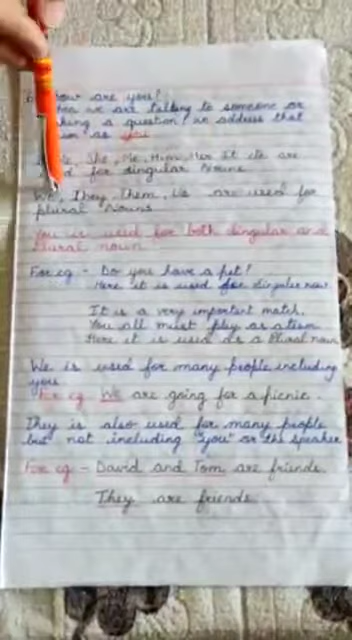 How are you?
When we are talking to someone or
asking a question we address that
as you
He, She, Me, Him, Her It etc are
used for singular Nouns
We, They, Them, Us are used for
plural Nouns
You is used for both singular and
plural noun
For eg - Do you have a pet?
Here it is used for singular noun
It is a very important match.
You all must play as a team
Here it is used as a Plural noun
We is used for many people including
you
For eg We are going for a picnic.
They is also used for many people
but not including "you" or the speaker
For eg - David and Tom are friends.
They are friends.